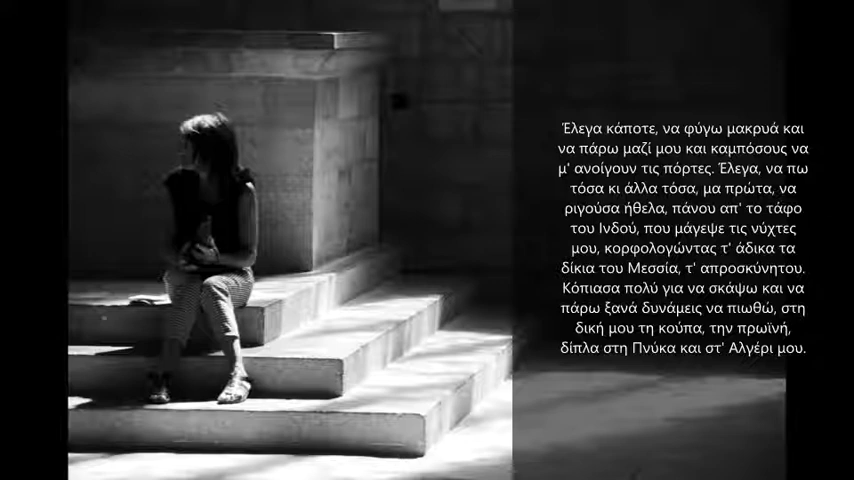 Έλεγα κάποτε, να φύγω μακρυά και
να πάρω μαζί μου και καμπόσους να
μ' ανοίγουν τις πόρτες. Έλεγα, να πω
τόσα κι άλλα τόσα, μα πρώτα, να
ριγούσα ήθελα, πάνου απ' το τάφο
του Ινδού, που μάγεψε τις νύχτες
μου, κορφολογώντας τ' άδικα τα
δίκια του Μεσσία, τ' απροσκύνητου.
Κόπιασα πολύ για να σκάψω και να
πάρω ξανά δυνάμεις να πιωθώ, στη
δική μου τη κούπα, την πρωϊνή,
δίπλα στη Πνύκα και στ' Αλγέρι μου.